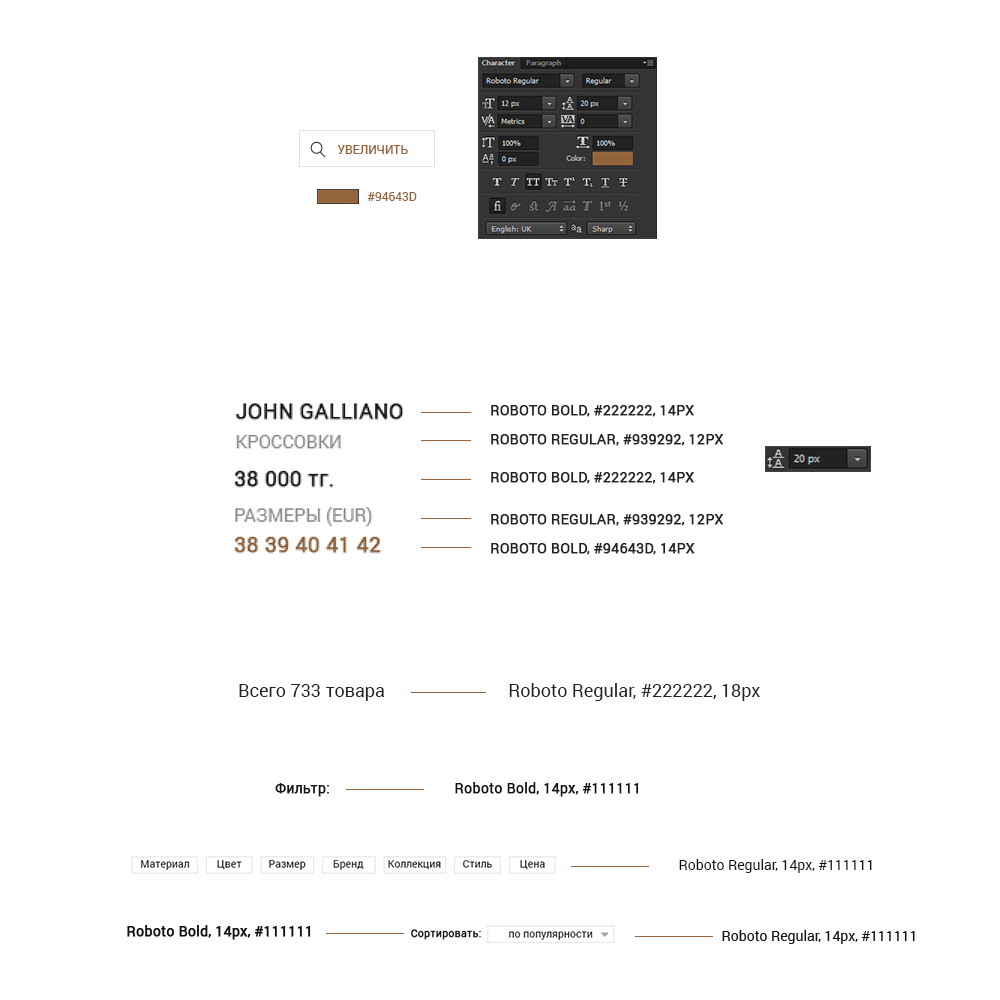 Character Paragraph
Roboto Regular Regular
12 px 20 px
Metrics 0
100% 100%
0 px Color:
English: UK aa Sharp
УВЕЛИЧИТЬ
#94643D
JOHN GALLIANO ROBOTO BOLD, #222222, 14PX
КРОССОВКИ ROBOTO REGULAR, #939292, 12PX
20 px
38 000 тг. ROBOTO BOLD, #222222, 14PX
РАЗМЕРЫ (EUR) ROBOTO REGULAR, #939292, 12PX
38 39 40 41 42 ROBOTO BOLD, #94643D, 14PX
Всего 733 товара Roboto Regular, #222222, 18px
Фильтр: Roboto Bold, 14px, #111111
Материал Цвет Размер Бренд Коллекция Стиль Цена Roboto Regular, 14px, #111111
Roboto Bold, 14px, #111111 Сортировать: по популярности Roboto Regular, 14px, #111111